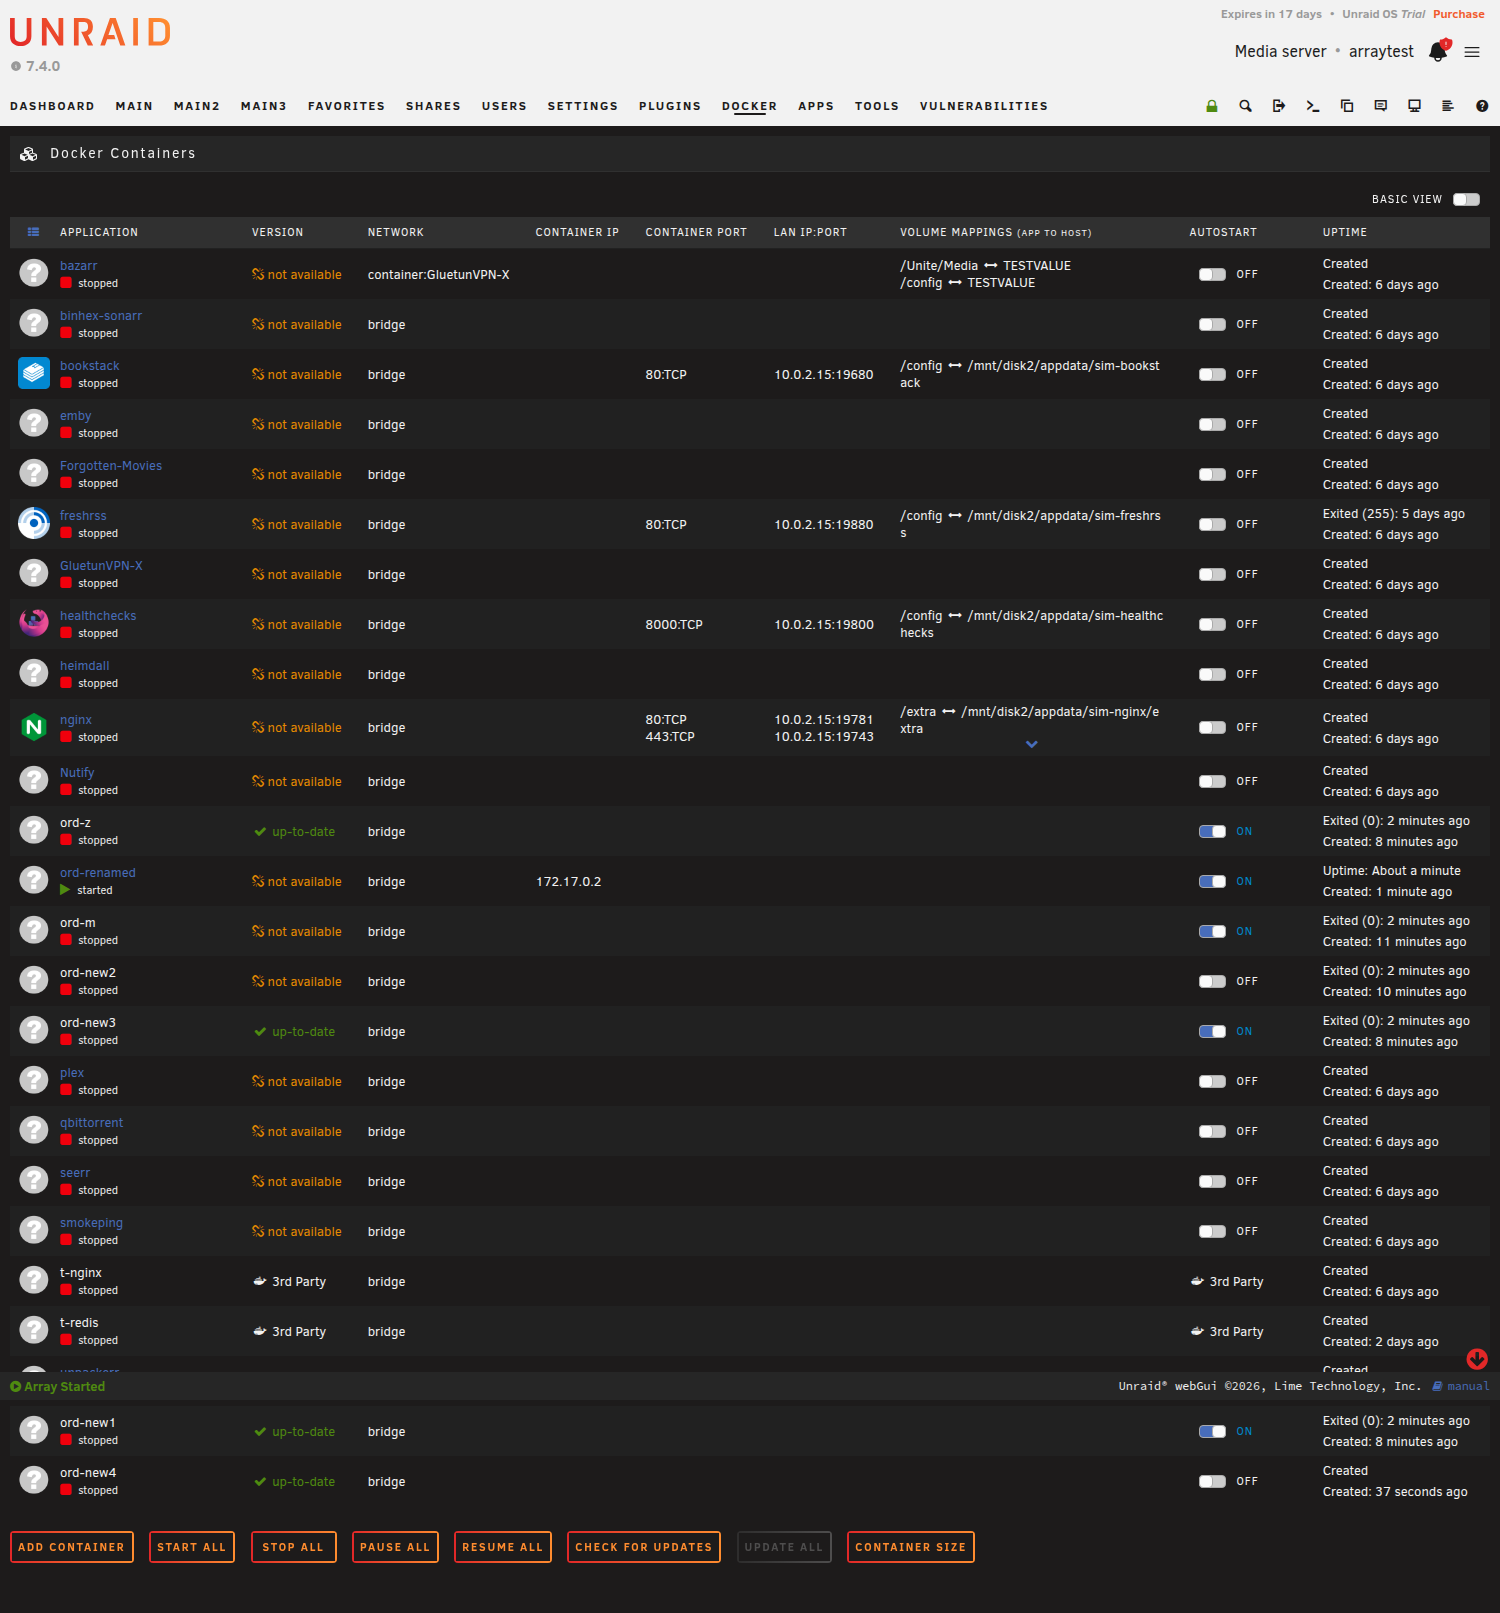 Expires in 17 days • Unraid OS Trial Purchase
UNRAID
7.4.0
Media server • arraytest
DASHBOARD MAIN MAIN2 MAIN3 FAVORITES SHARES USERS SETTINGS PLUGINS DOCKER APPS TOOLS VULNERABILITIES
Docker Containers
BASIC VIEW
APPLICATION VERSION NETWORK CONTAINER IP CONTAINER PORT LAN IP:PORT VOLUME MAPPINGS (APP TO HOST) AUTOSTART UPTIME
bazarr
stopped
not available
container:GluetunVPN-X
/Unite/Media ↔ TESTVALUE
/config ↔ TESTVALUE
OFF
Created
Created: 6 days ago
binhex-sonarr
stopped
not available
bridge
OFF
Created
Created: 6 days ago
bookstack
stopped
not available
bridge
80:TCP
10.0.2.15:19680
/config ↔ /mnt/disk2/appdata/sim-bookst
ack
OFF
Created
Created: 6 days ago
emby
stopped
not available
bridge
OFF
Created
Created: 6 days ago
Forgotten-Movies
stopped
not available
bridge
OFF
Created
Created: 6 days ago
freshrss
stopped
not available
bridge
80:TCP
10.0.2.15:19880
/config ↔ /mnt/disk2/appdata/sim-freshrs
s
OFF
Exited (255): 5 days ago
Created: 6 days ago
GluetunVPN-X
stopped
not available
bridge
OFF
Created
Created: 6 days ago
healthchecks
stopped
not available
bridge
8000:TCP
10.0.2.15:19800
/config ↔ /mnt/disk2/appdata/sim-healthc
hecks
OFF
Created
Created: 6 days ago
heimdall
stopped
not available
bridge
OFF
Created
Created: 6 days ago
nginx
stopped
not available
bridge
80:TCP
443:TCP
10.0.2.15:19781
10.0.2.15:19743
/extra ↔ /mnt/disk2/appdata/sim-nginx/e
xtra
OFF
Created
Created: 6 days ago
Nutify
stopped
not available
bridge
OFF
Created
Created: 6 days ago
ord-z
stopped
up-to-date
bridge
ON
Exited (0): 2 minutes ago
Created: 8 minutes ago
ord-renamed
started
not available
bridge
172.17.0.2
ON
Uptime: About a minute
Created: 1 minute ago
ord-m
stopped
not available
bridge
ON
Exited (0): 2 minutes ago
Created: 11 minutes ago
ord-new2
stopped
not available
bridge
OFF
Exited (0): 2 minutes ago
Created: 10 minutes ago
ord-new3
stopped
up-to-date
bridge
ON
Exited (0): 2 minutes ago
Created: 8 minutes ago
plex
stopped
not available
bridge
OFF
Created
Created: 6 days ago
qbittorrent
stopped
not available
bridge
OFF
Created
Created: 6 days ago
seerr
stopped
not available
bridge
OFF
Created
Created: 6 days ago
smokeping
stopped
not available
bridge
OFF
Created
Created: 6 days ago
t-nginx
stopped
3rd Party
bridge
3rd Party
Created
Created: 6 days ago
t-redis
stopped
3rd Party
bridge
3rd Party
Created
Created: 2 days ago
Created
Array Started
Unraid® webGui ©2026, Lime Technology, Inc. manual
ord-new1
stopped
up-to-date
bridge
ON
Exited (0): 2 minutes ago
Created: 8 minutes ago
ord-new4
stopped
up-to-date
bridge
OFF
Created
Created: 37 seconds ago
ADD CONTAINER START ALL STOP ALL PAUSE ALL RESUME ALL CHECK FOR UPDATES UPDATE ALL CONTAINER SIZE